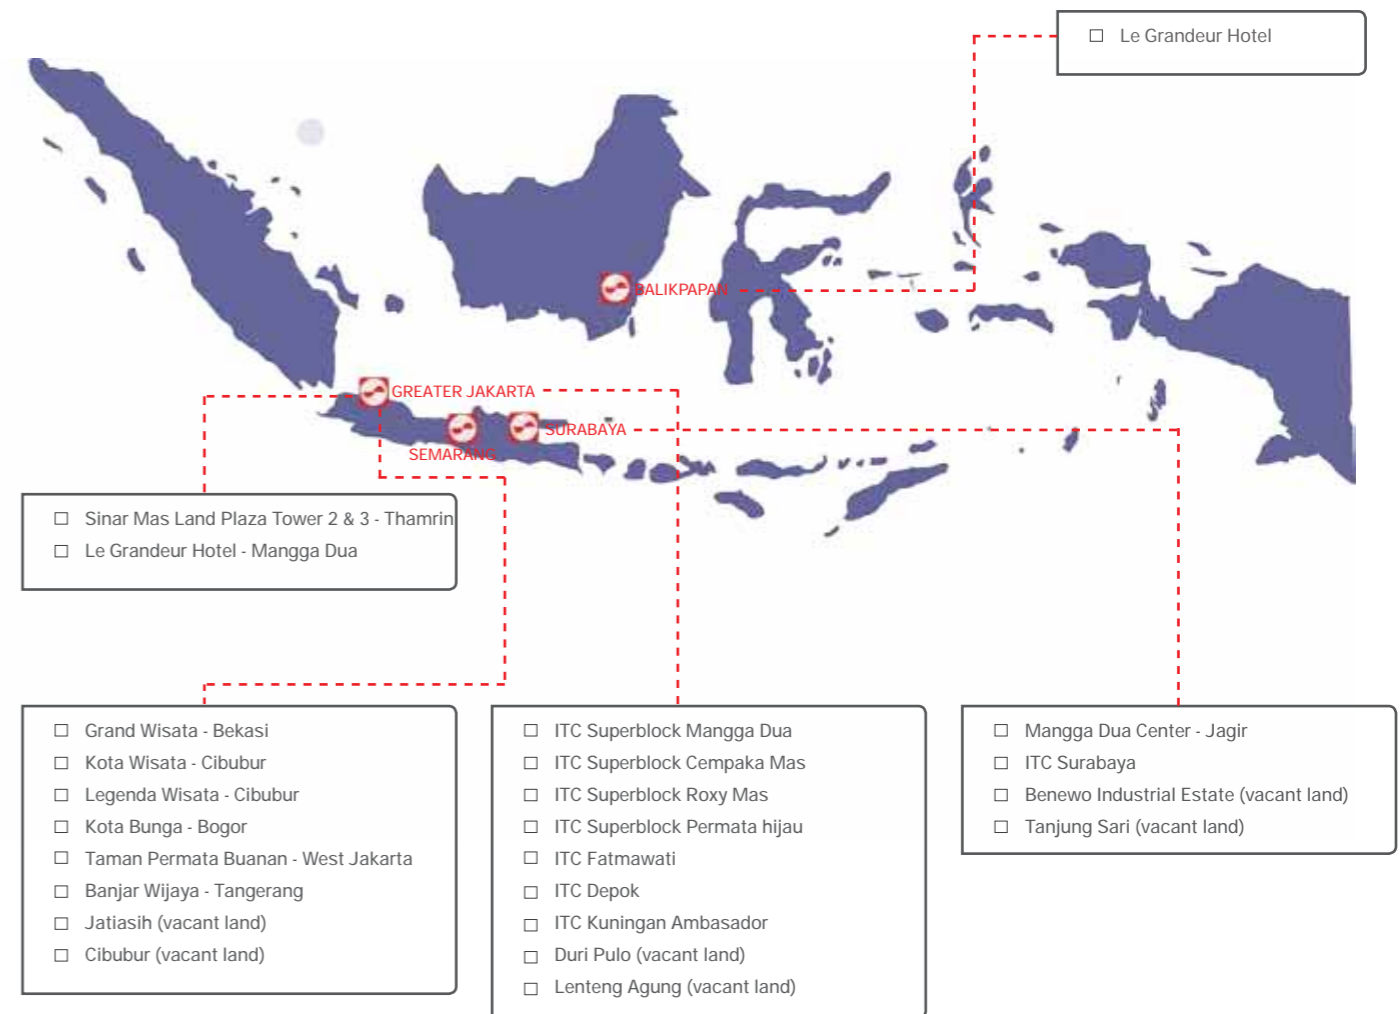 □ Le Grandeur Hotel
BALIKPAPAN
GREATER JAKARTA
SURABAYA
SEMARANG
□ Sinar Mas Land Plaza Tower 2 & 3 - Thamrin
□ Le Grandeur Hotel - Mangga Dua
□ Grand Wisata - Bekasi
□ Kota Wisata - Cibubur
□ Legenda Wisata - Cibubur
□ Kota Bunga - Bogor
□ Taman Permata Buanan - West Jakarta
□ Banjar Wijaya - Tangerang
□ Jatiasih (vacant land)
□ Cibubur (vacant land)
□ ITC Superblock Mangga Dua
□ ITC Superblock Cempaka Mas
□ ITC Superblock Roxy Mas
□ ITC Superblock Permata hijau
□ ITC Fatmawati
□ ITC Depok
□ ITC Kuningan Ambasador
□ Duri Pulo (vacant land)
□ Lenteng Agung (vacant land)
□ Mangga Dua Center - Jagir
□ ITC Surabaya
□ Benewo Industrial Estate (vacant land)
□ Tanjung Sari (vacant land)